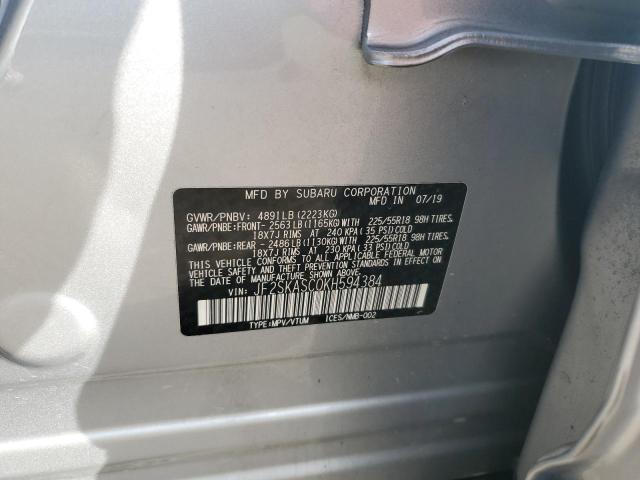 MFD BY SUBARU CORPORATION
MFD IN 07/19
GVWR/PNBV: 4891LB(2223KG)
GAWR/PNBE:FRONT- 2563LB(1165KG)WITH 225/55R18 98H TIRES,
18X7J RIMS AT 240 KPA(35 PSI)COLD
GAWR/PNBE:REAR - 2486LB(1130KG)WITH 225/55R18 98H TIRES,
18X7J RIMS AT 230 KPA(33 PSI)COLD
THIS VEHICLE CONFORMS TO ALL APPLICABLE FEDERAL MOTOR
VEHICLE SAFETY AND THEFT PREVENTION STANDARDS IN EFFECT ON
THE DATE OF MANUFACTURE SHOWN ABOVE.
VIN: JF2SKASC0KH594384
TYPE:MPV/VTUM ICES/NMB-002